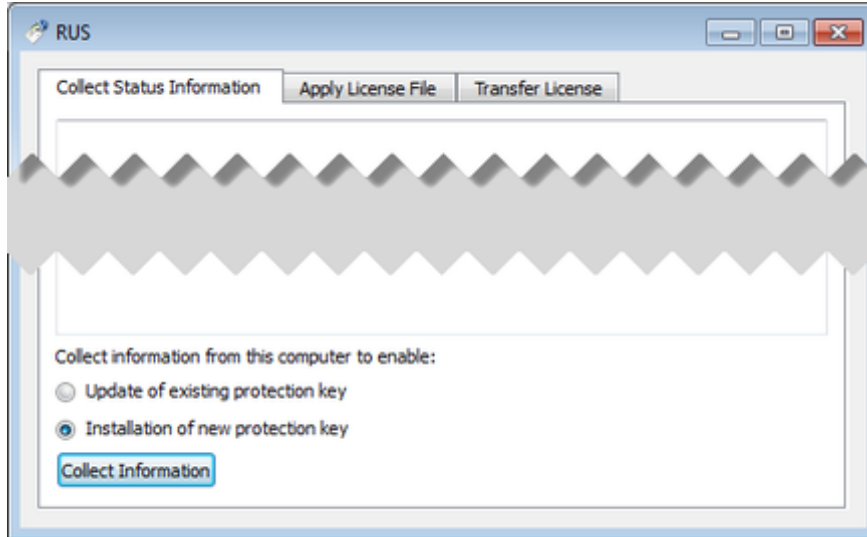 RUS
Collect Status Information Apply License File Transfer License
Collect information from this computer to enable:
Update of existing protection key
Installation of new protection key
Collect Information